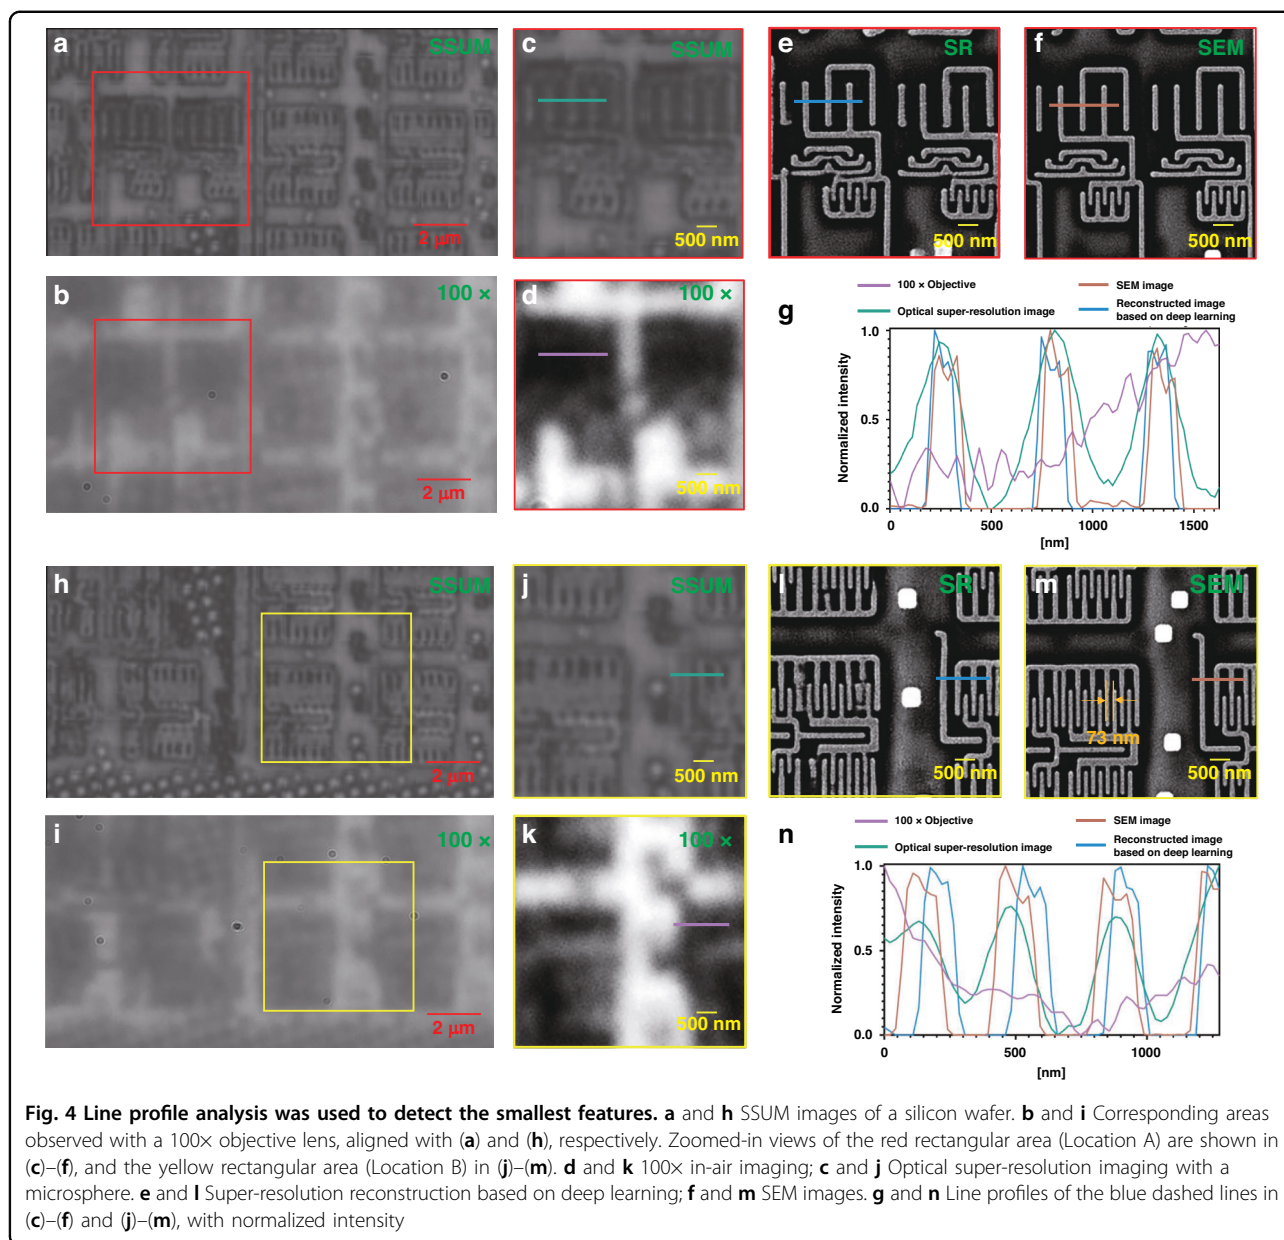 a
SSUM
c
SSUM
e
SR
f
SEM
2 μm
500 nm
500 nm
500 nm
b
100 ×
d
100 ×
2 μm
500 nm
g
100 × Objective
SEM image
Optical super-resolution image
Reconstructed image
based on deep learning
Normalized intensity
1.0
0.5
0.0
0
500
1000
1500
[nm]
h
SSUM
j
SSUM
l
SR
m
SEM
73 nm
2 μm
500 nm
500 nm
500 nm
i
100 ×
k
100 ×
2 μm
500 nm
n
100 × Objective
SEM image
Optical super-resolution image
Reconstructed image
based on deep learning
Normalized intensity
1.0
0.5
0.0
0
500
1000
[nm]
Fig. 4 Line profile analysis was used to detect the smallest features. a and h SSUM images of a silicon wafer. b and i Corresponding areas
observed with a 100× objective lens, aligned with (a) and (h), respectively. Zoomed-in views of the red rectangular area (Location A) are shown in
(c)–(f), and the yellow rectangular area (Location B) in (j)–(m). d and k 100× in-air imaging; c and j Optical super-resolution imaging with a
microsphere. e and l Super-resolution reconstruction based on deep learning; f and m SEM images. g and n Line profiles of the blue dashed lines in
(c)–(f) and (j)–(m), with normalized intensity